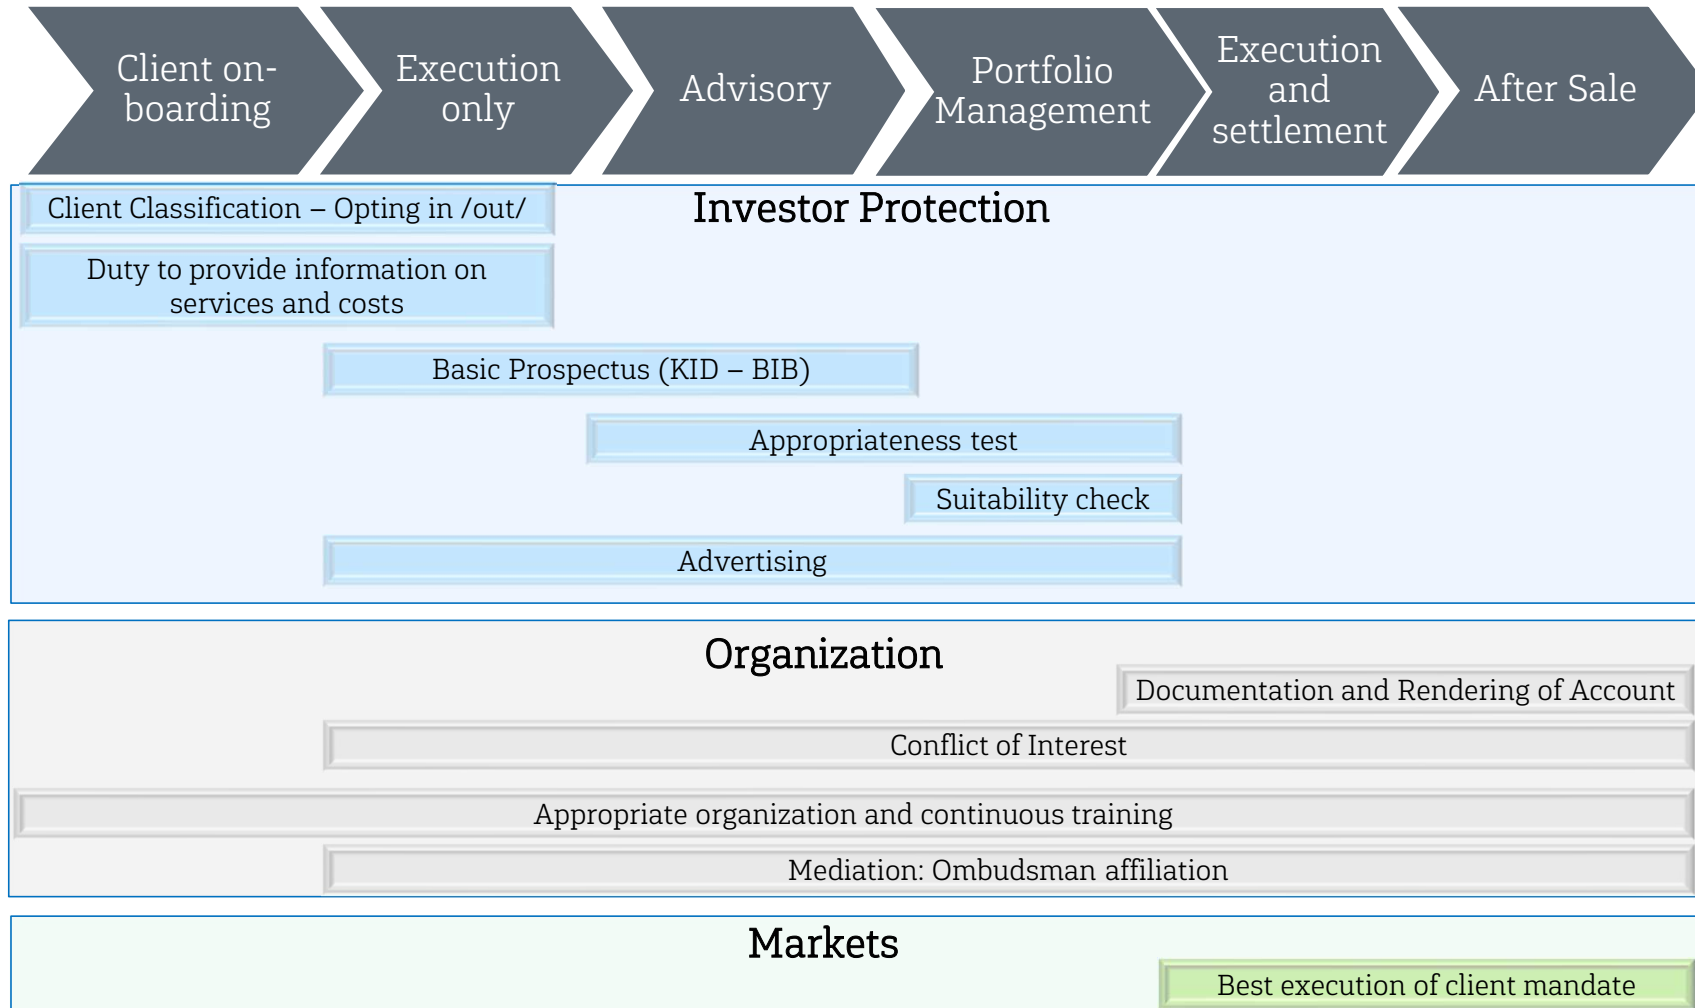 Client on-
boarding
Execution
only
Advisory
Portfolio
Management
Execution
and
settlement
After Sale
Investor Protection
Client Classification – Opting in /out/
Duty to provide information on
services and costs
Basic Prospectus (KID – BIB)
Appropriateness test
Suitability check
Advertising
Organization
Documentation and Rendering of Account
Conflict of Interest
Appropriate organization and continuous training
Mediation: Ombudsman affiliation
Markets
Best execution of client mandate